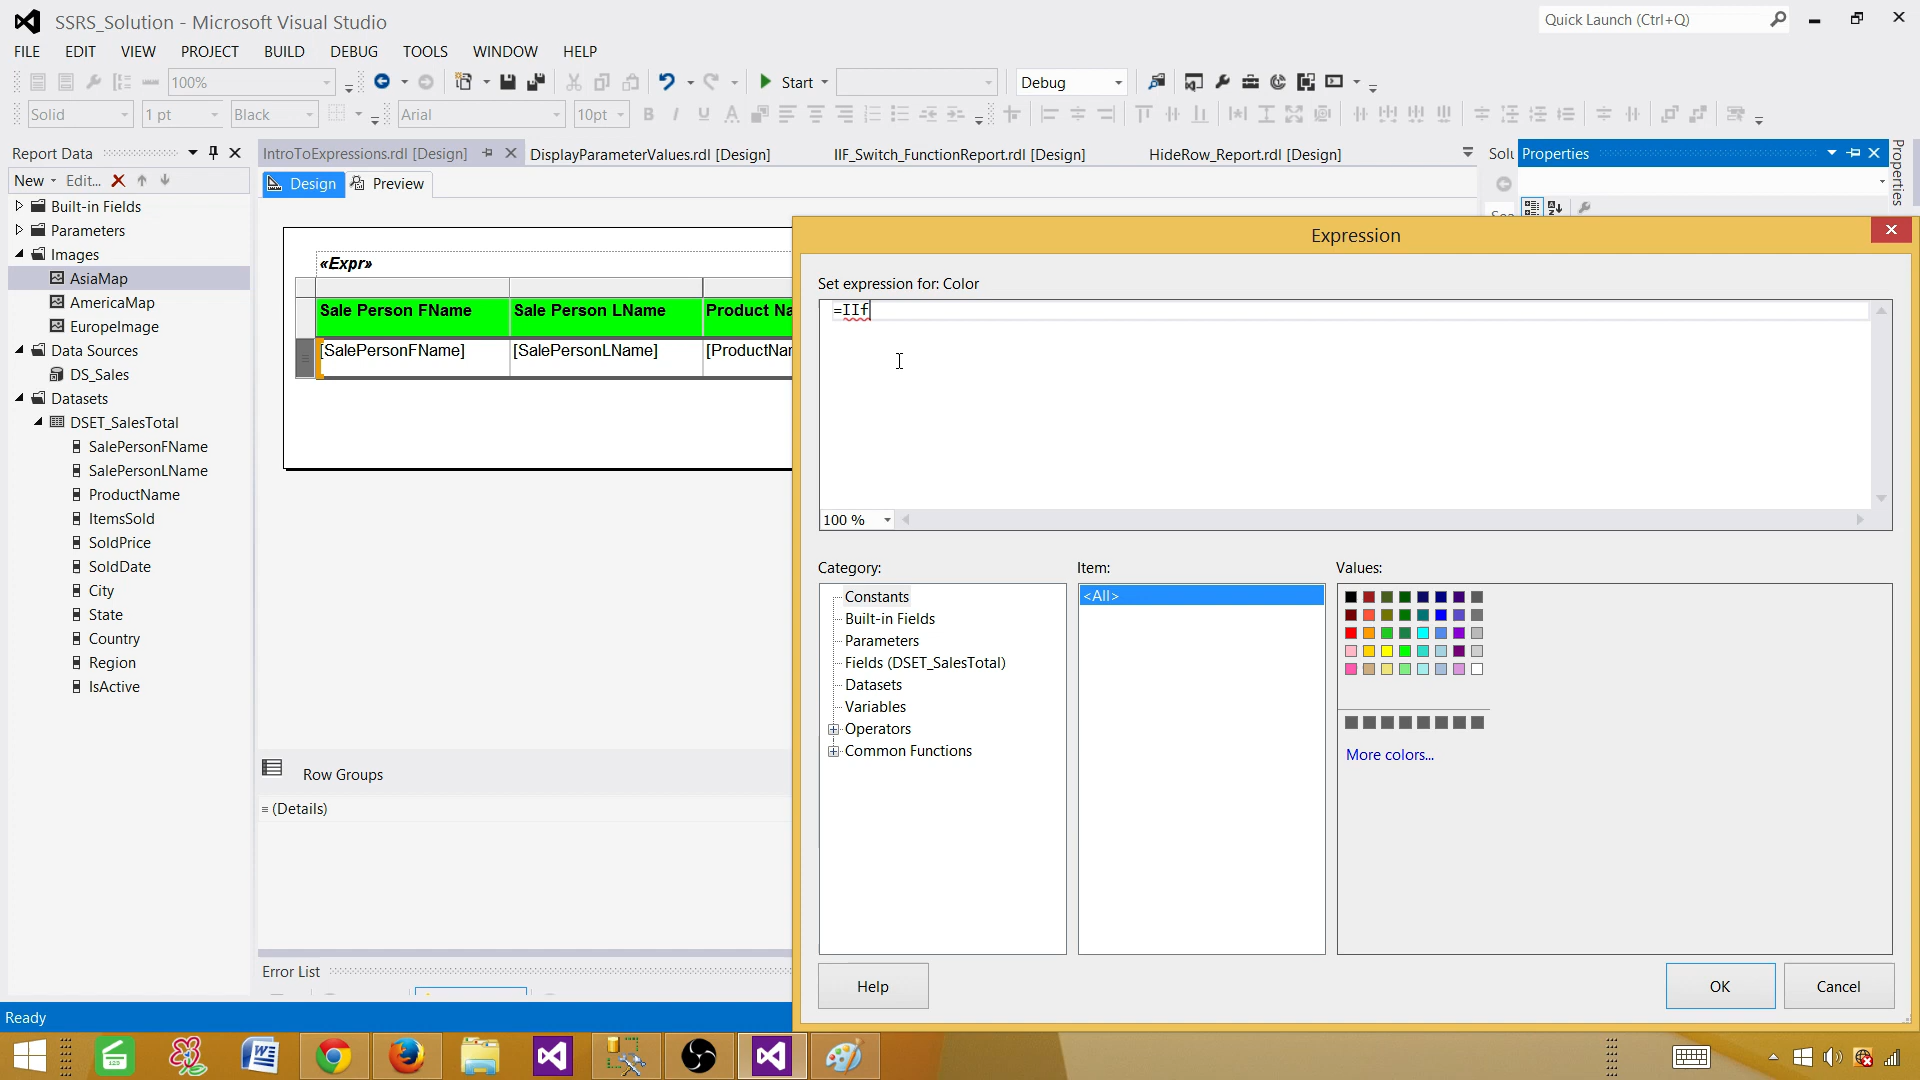 SSRS_Solution - Microsoft Visual Studio
Quick Launch (Ctrl+Q)
FILE EDIT VIEW PROJECT BUILD DEBUG TOOLS WINDOW HELP
100% Start Debug
Solid 1 pt Black Arial 10pt B I U A
Report Data
IntroToExpressions.rdl [Design] DisplayParameterValues.rdl [Design] IIF_Switch_FunctionReport.rdl [Design] HideRow_Report.rdl [Design]
Solu
Properties
Properties
New Edit...
Design Preview
Built-in Fields
Parameters
Images
AsiaMap
AmericaMap
EuropeImage
Data Sources
DS_Sales
Datasets
DSET_SalesTotal
SalePersonFName
SalePersonLName
ProductName
ItemsSold
SoldPrice
SoldDate
City
State
Country
Region
IsActive
«Expr»
Sale Person FName Sale Person LName Product Na
[SalePersonFName] [SalePersonLName] [ProductNam
Row Groups
(Details)
Error List
Expression
Set expression for: Color
=IIf
100 %
Category: Item: Values:
Constants
Built-in Fields
Parameters
Fields (DSET_SalesTotal)
Datasets
Variables
Operators
Common Functions
<All>
More colors...
Help OK Cancel
Ready